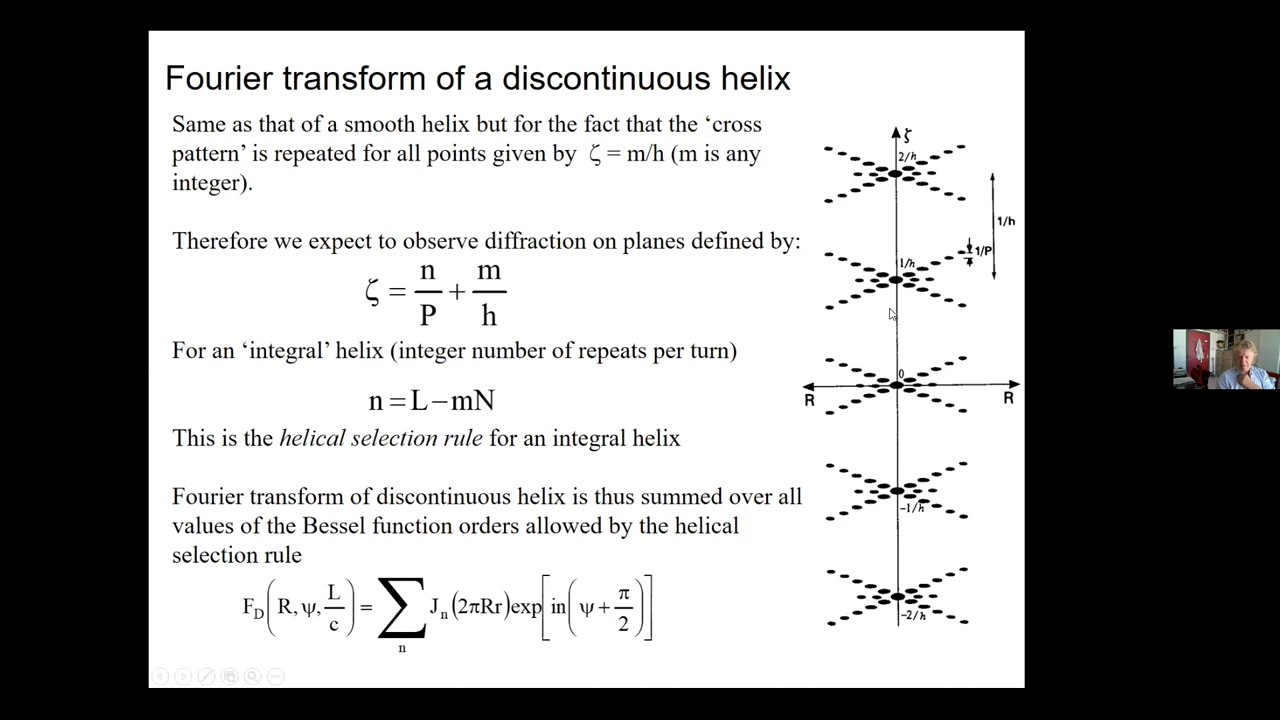 Fourier transform of a discontinuous helix
Same as that of a smooth helix but for the fact that the ‘cross
pattern’ is repeated for all points given by ζ = m/h (m is any
integer).
Therefore we expect to observe diffraction on planes defined by:
ζ = n/P + m/h
For an ‘integral’ helix (integer number of repeats per turn)
n = L − mN
This is the helical selection rule for an integral helix
Fourier transform of discontinuous helix is thus summed over all
values of the Bessel function orders allowed by the helical
selection rule
F_D(R, ψ, L/c) = ∑_n J_n(2πRr)exp[in(ψ + π/2)]
ζ
2/h
1/h
1/h
1/P
0
R
R
−1/h
−2/h